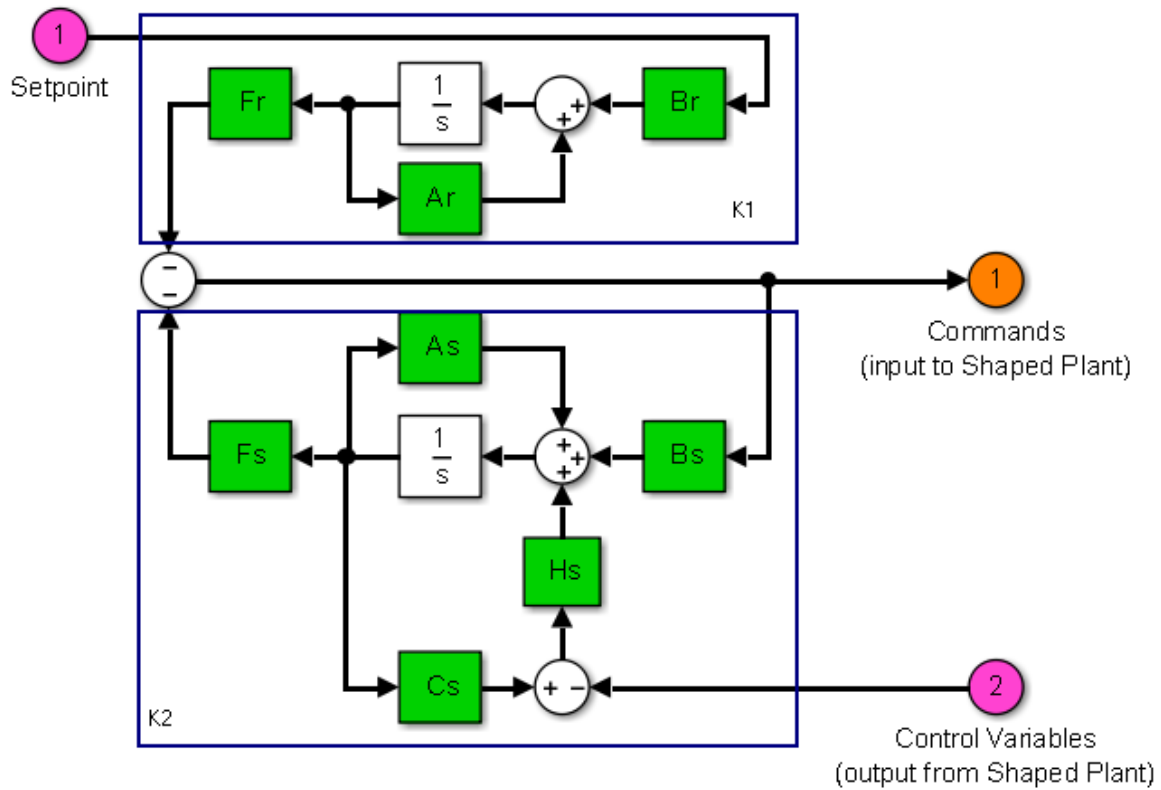 1
Setpoint
Fr
1
s
+
+
Br
Ar
K1
−
−
1
Commands
(input to Shaped Plant)
As
Fs
1
s
+
+
+
Bs
Hs
Cs
+ −
2
K2
Control Variables
(output from Shaped Plant)